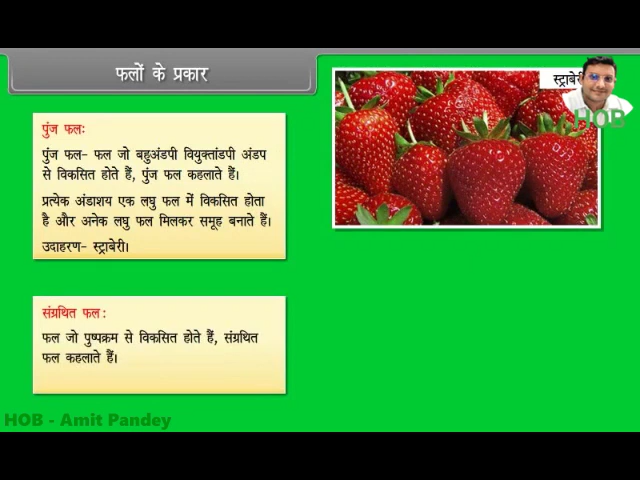 फलों के प्रकार
स्ट्राबेरी
HOB
पुंज फलः
पुंज फल- फल जो बहुअंडपी वियुक्तांडपी अंडप
से विकसित होते हैं, पुंज फल कहलाते हैं।
प्रत्येक अंडाशय एक लघु फल में विकसित होता
है और अनेक लघु फल मिलकर समूह बनाते हैं।
उदाहरण- स्ट्राबेरी।
संग्रथित फल:
फल जो पुष्पक्रम से विकसित होते हैं, संग्रथित
फल कहलाते हैं।
HOB - Amit Pandey